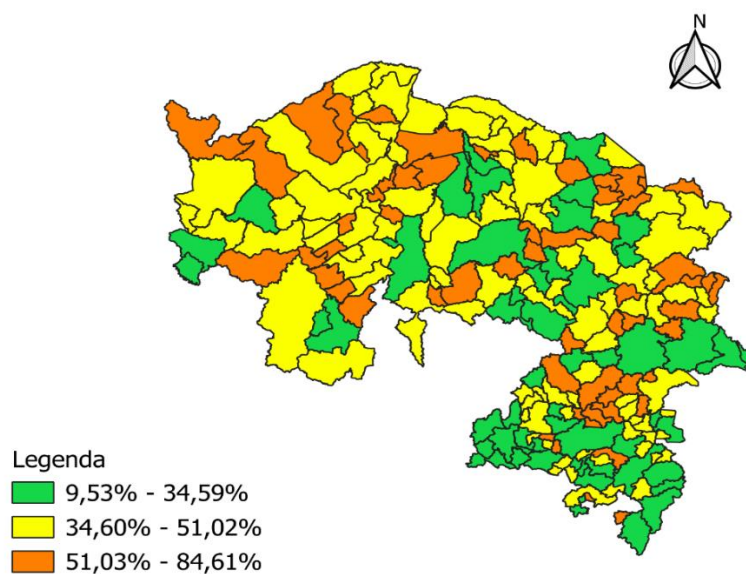 N
Legenda
9,53% - 34,59%
34,60% - 51,02%
51,03% - 84,61%